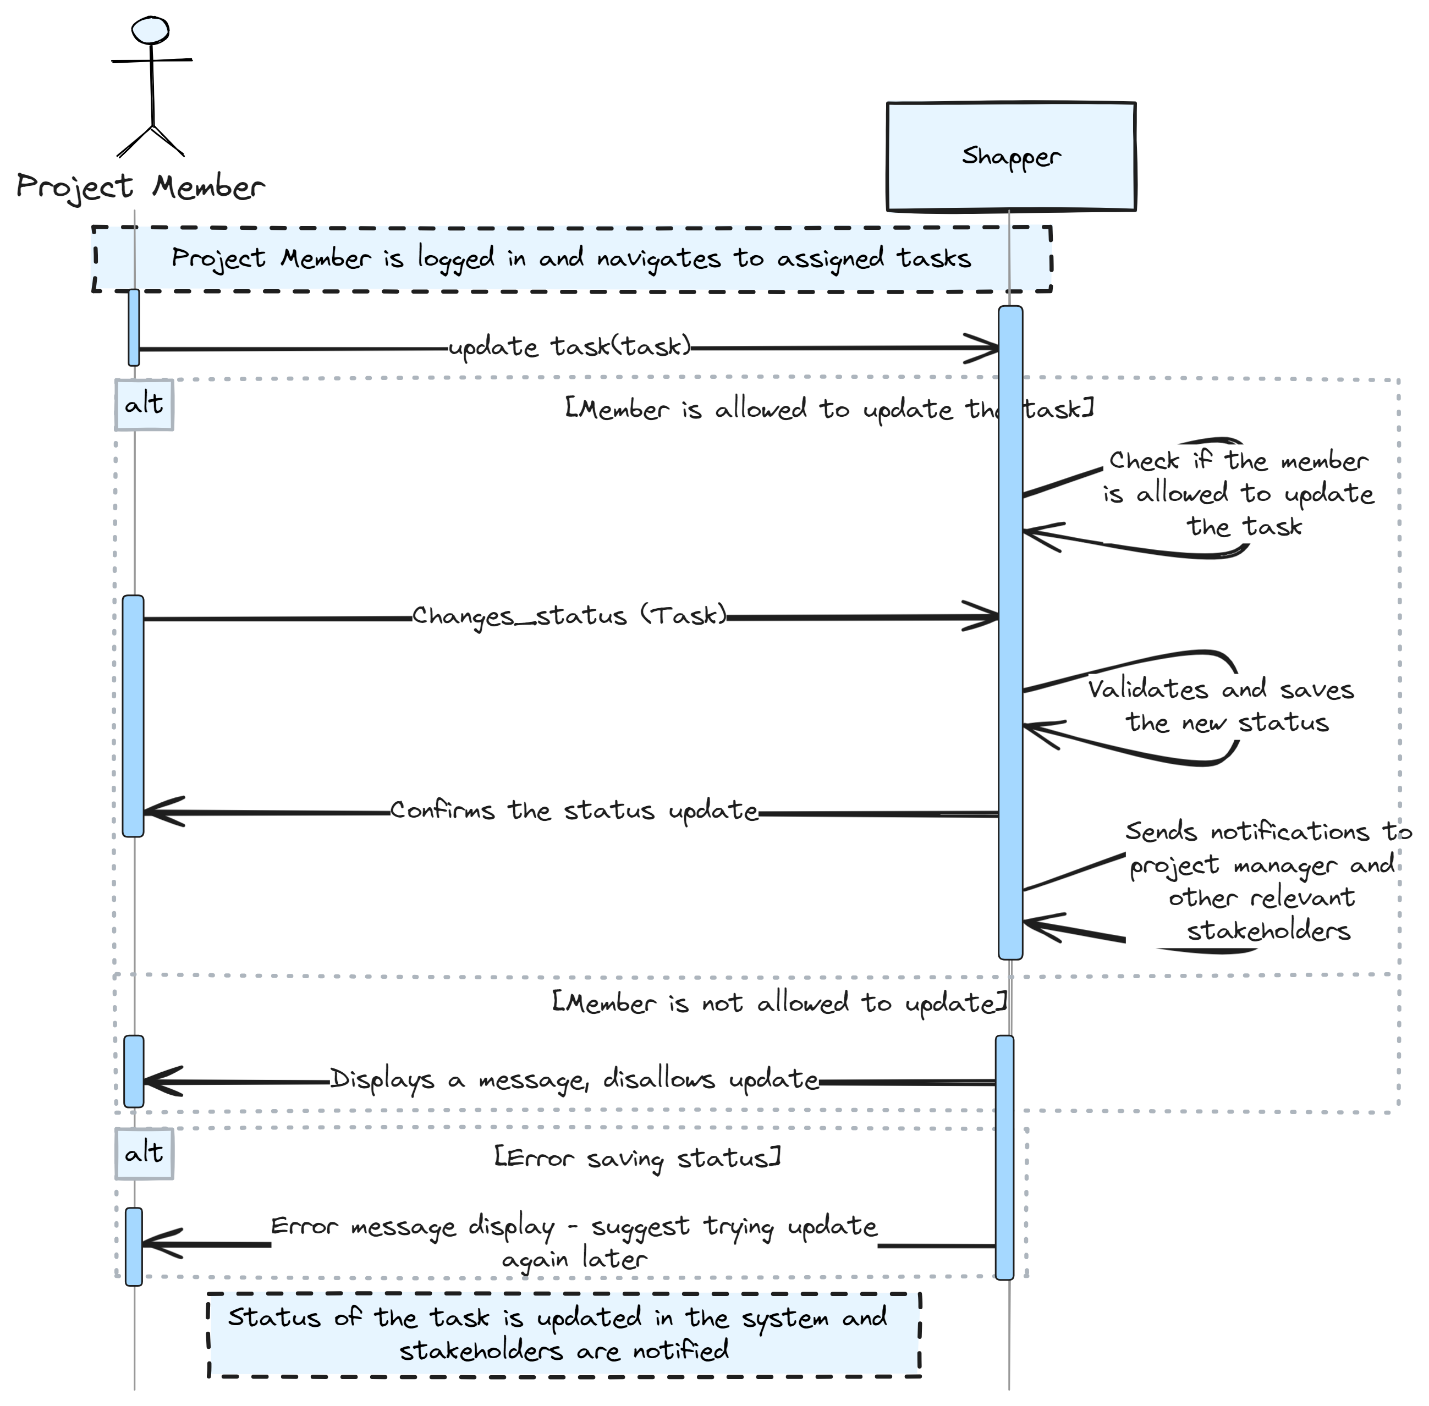 Project Member
Shapper
Project Member is logged in and navigates to assigned tasks
update task(task)
alt
[Member is allowed to update the task]
Check if the member
is allowed to update
the task
Changes_status (Task)
Validates and saves
the new status
Confirms the status update
Sends notifications to
project manager and
other relevant
stakeholders
[Member is not allowed to update]
Displays a message, disallows update
alt
[Error saving status]
Error message display - suggest trying update
again later
Status of the task is updated in the system and
stakeholders are notified